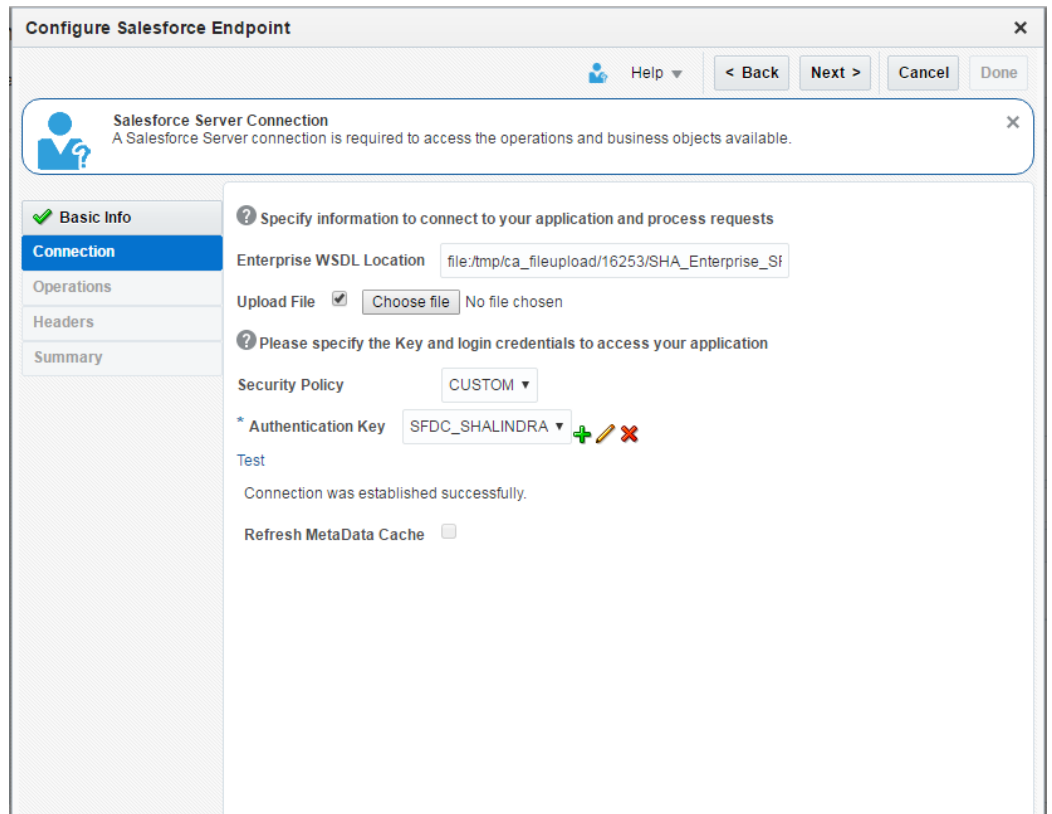 Configure Salesforce Endpoint
Help
< Back
Next >
Cancel
Done
Salesforce Server Connection
A Salesforce Server connection is required to access the operations and business objects available.
Basic Info
Connection
Operations
Headers
Summary
Specify information to connect to your application and process requests
Enterprise WSDL Location file:/tmp/ca_fileupload/16253/SHA_Enterprise_SF
Upload File Choose file No file chosen
Please specify the Key and login credentials to access your application
Security Policy CUSTOM
* Authentication Key SFDC_SHALINDRA
Test
Connection was established successfully.
Refresh MetaData Cache